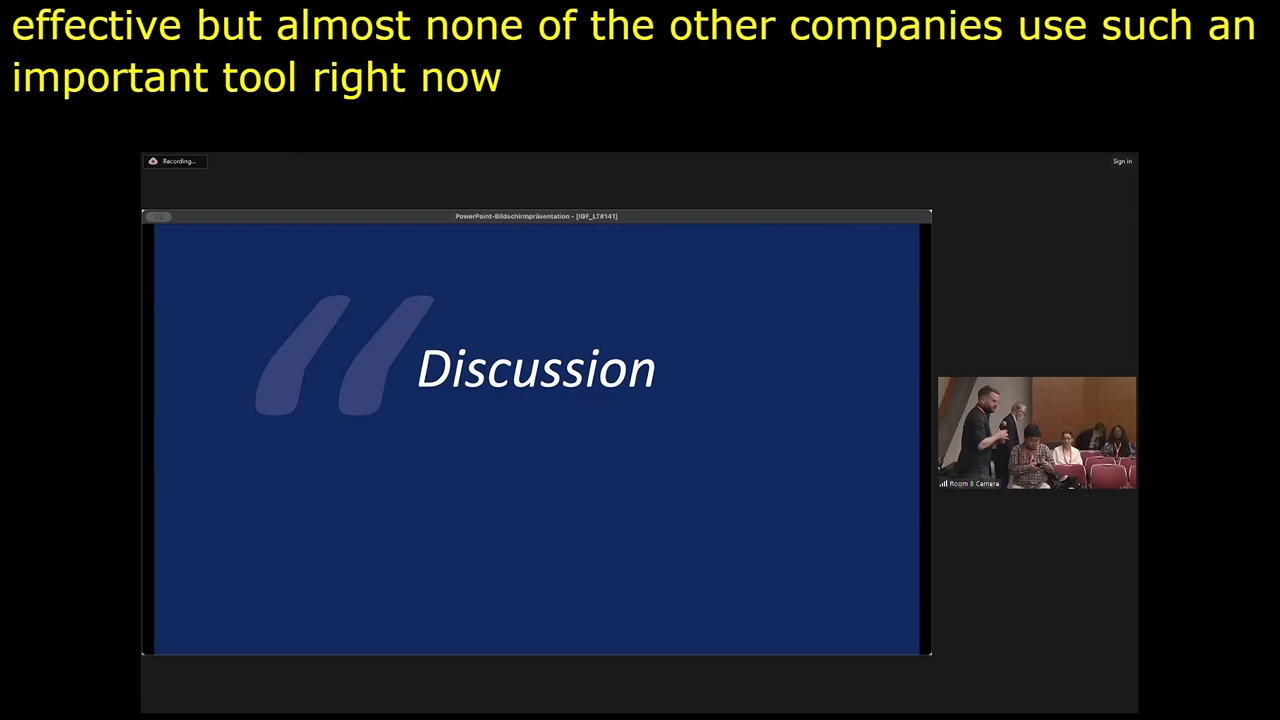 effective but almost none of the other companies use such an
important tool right now
Recording...
Sign in
PowerPoint-Bildschirmpräsentation - [IGF_LT#141]
Discussion
Room 8 Camera